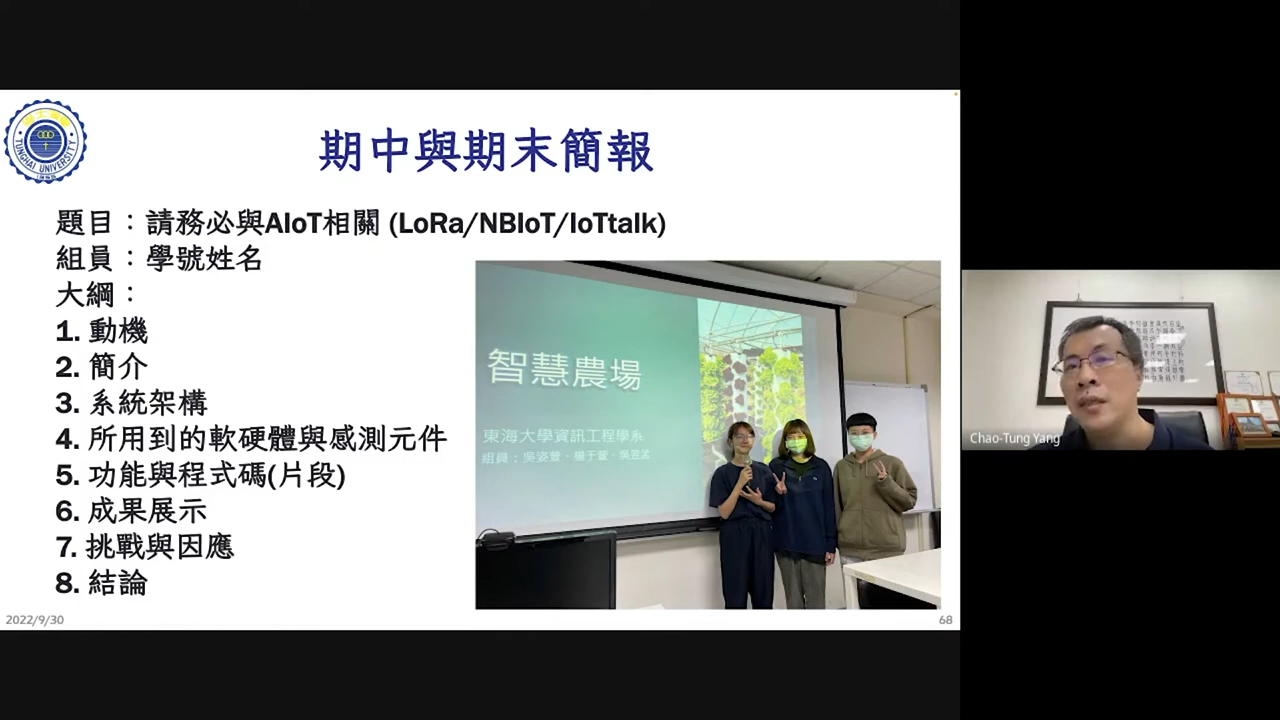 期中與期末簡報
題目：請務必與AIoT相關 (LoRa/NBIoT/IoTtalk)
組員：學號姓名
大綱：
1. 動機
2. 簡介
3. 系統架構
4. 所用到的軟硬體與感測元件
5. 功能與程式碼(片段)
6. 成果展示
7. 挑戰與因應
8. 結論
智慧農場
東海大學資訊工程學系
2022/9/30
68
TUNGHAI UNIVERSITY
Chao-Tung Yang